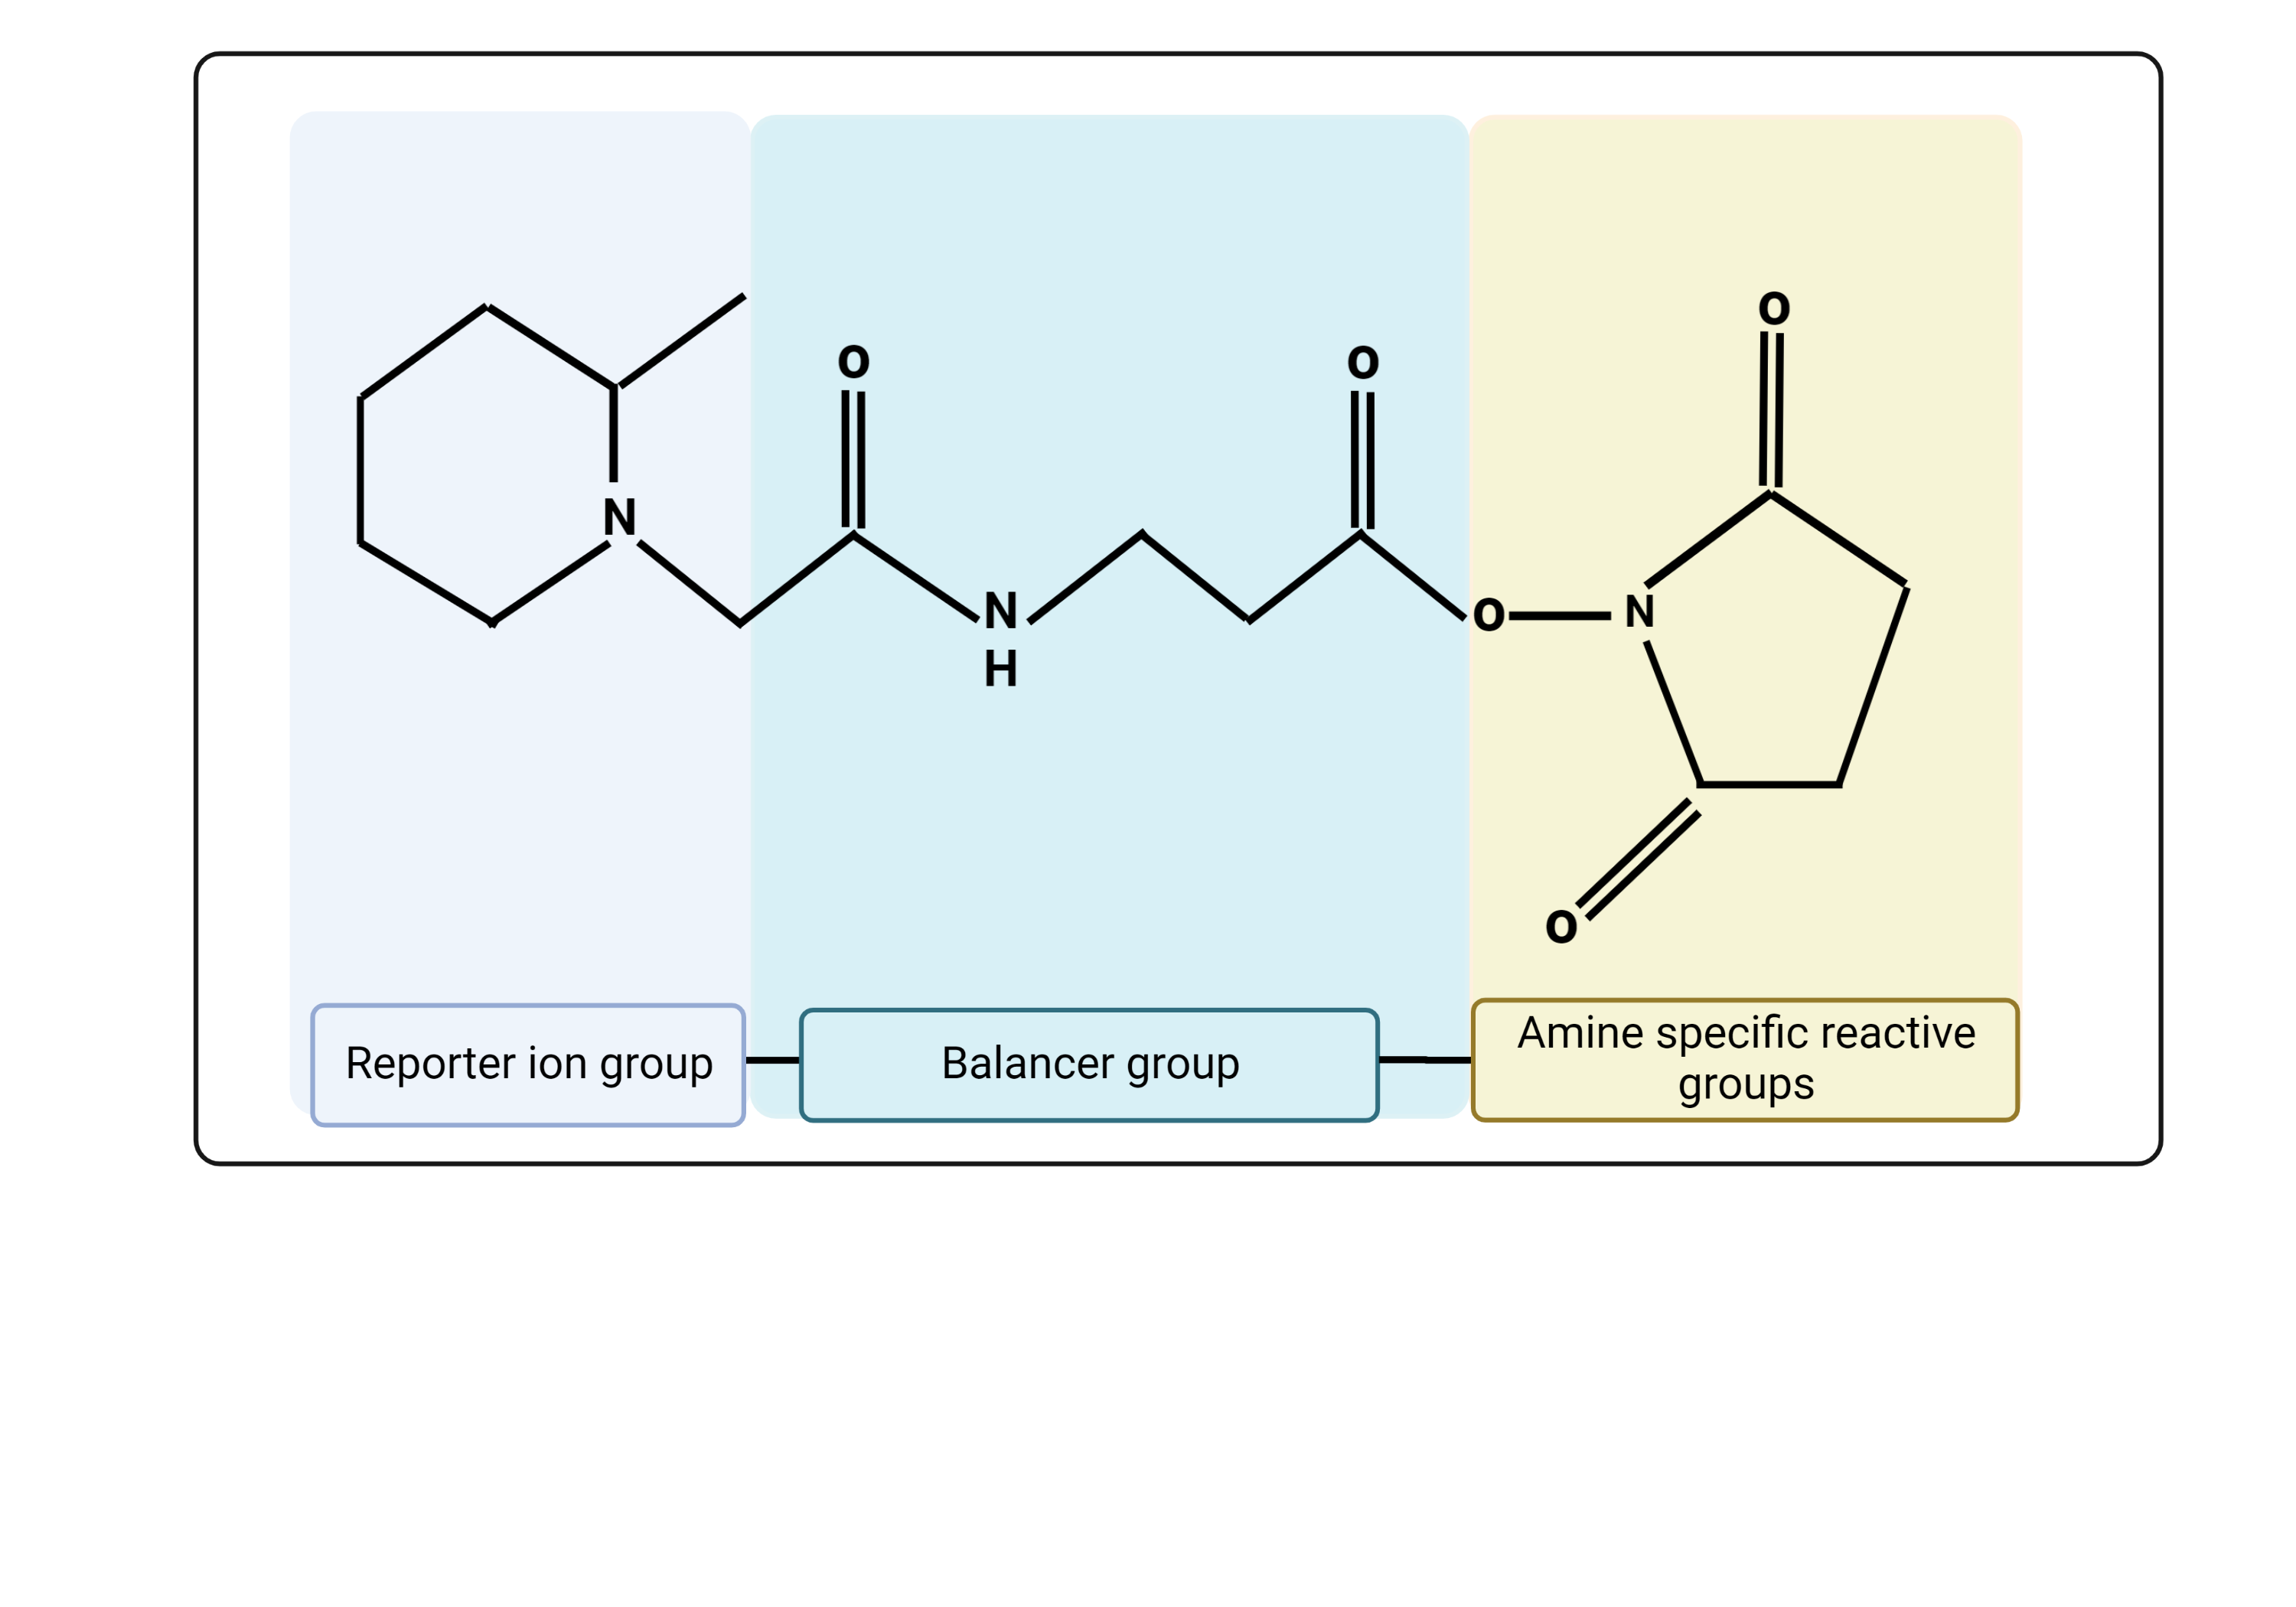 O
O
O
N
N
H
O
N
O
Reporter ion group
Balancer group
Amine specific reactive
groups